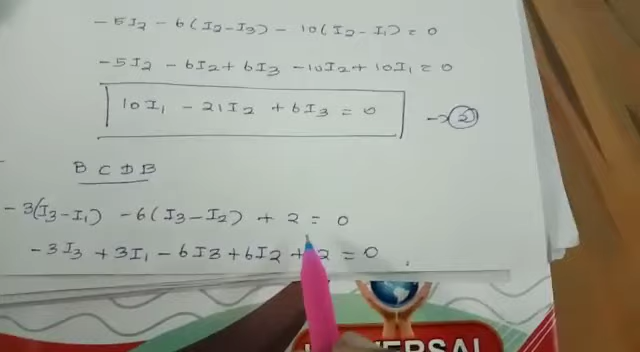 -5I2 - 6(I2-I3) - 10(I2-I1) = 0
-5I2 - 6I2 + 6I3 - 10I2 + 10I1 = 0
10I1 - 21I2 + 6I3 = 0 → 2
B C D B
-3(I3-I1) - 6(I3-I2) + 2 = 0
-3I3 + 3I1 - 6I3 + 6I2 + 2 = 0